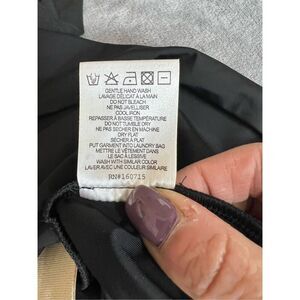 GENTLE HAND WASH
LAVAGE DÉLICAT À LA MAIN
DO NOT BLEACH
NE PAS JAVELLISER
COOL IRON
REPASSER À BASSE TEMPÉRATURE
DO NOT TUMBLE DRY
NE PAS SÉCHER EN MACHINE
DRY FLAT
SÉCHER À PLAT
PUT GARMENT INTO LAUNDRY BAG
METTRE LE VÊTEMENT DANS
LE SAC À LESSIVE
WASH WITH SIMILAR COLOR
LAVER AVEC UNE COULEUR SIMILAIRE
RN#160715